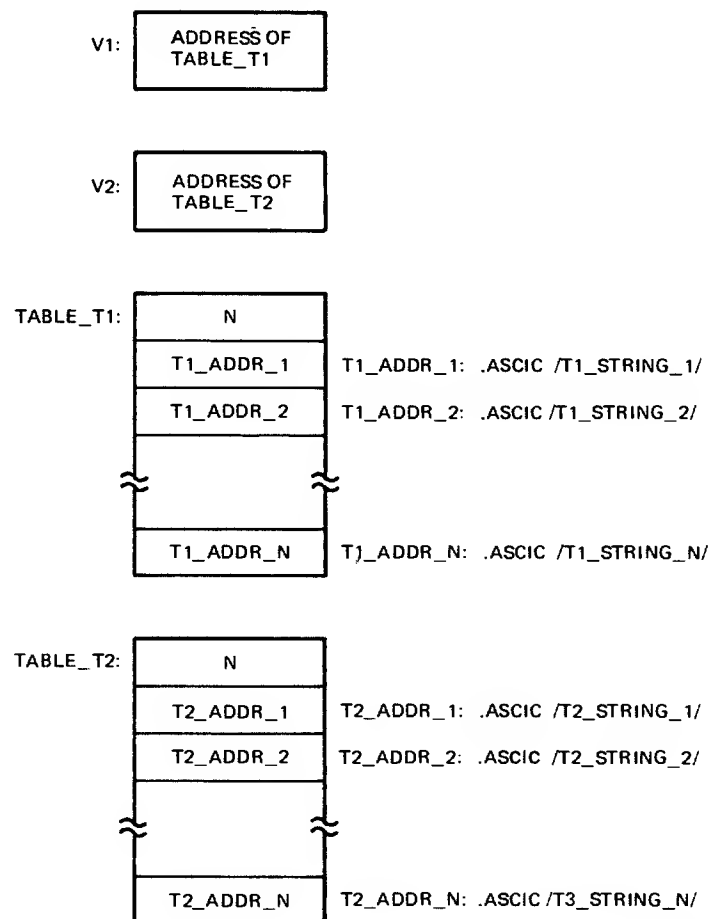 V1: ADDRESS OF
TABLE_T1
V2: ADDRESS OF
TABLE_T2
TABLE_T1: N
T1_ADDR_1 T1_ADDR_1: .ASCIC /T1_STRING_1/
T1_ADDR_2 T1_ADDR_2: .ASCIC /T1_STRING_2/
T1_ADDR_N T1_ADDR_N: .ASCIC /T1_STRING_N/
TABLE_T2: N
T2_ADDR_1 T2_ADDR_1: .ASCIC /T2_STRING_1/
T2_ADDR_2 T2_ADDR_2: .ASCIC /T2_STRING_2/
T2_ADDR_N T2_ADDR_N: .ASCIC /T3_STRING_N/